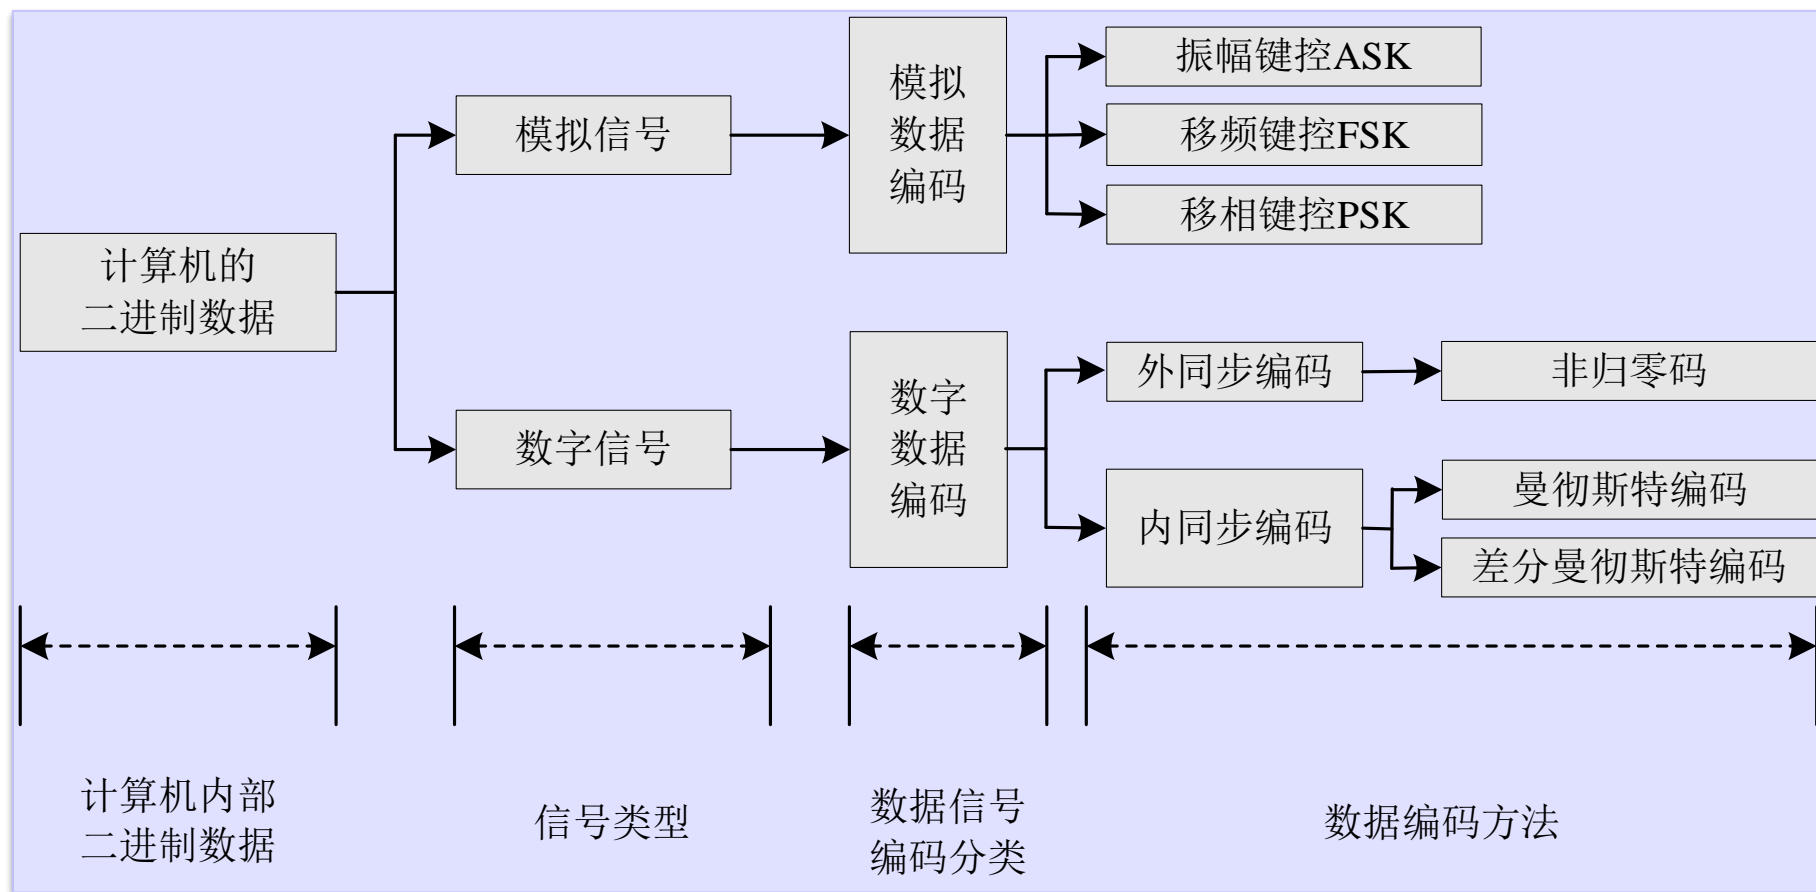 计算机的
二进制数据
模拟信号
数字信号
模拟
数据
编码
数字
数据
编码
振幅键控ASK
移频键控FSK
移相键控PSK
外同步编码
非归零码
内同步编码
曼彻斯特编码
差分曼彻斯特编码
计算机内部
二进制数据
信号类型
数据信号
编码分类
数据编码方法